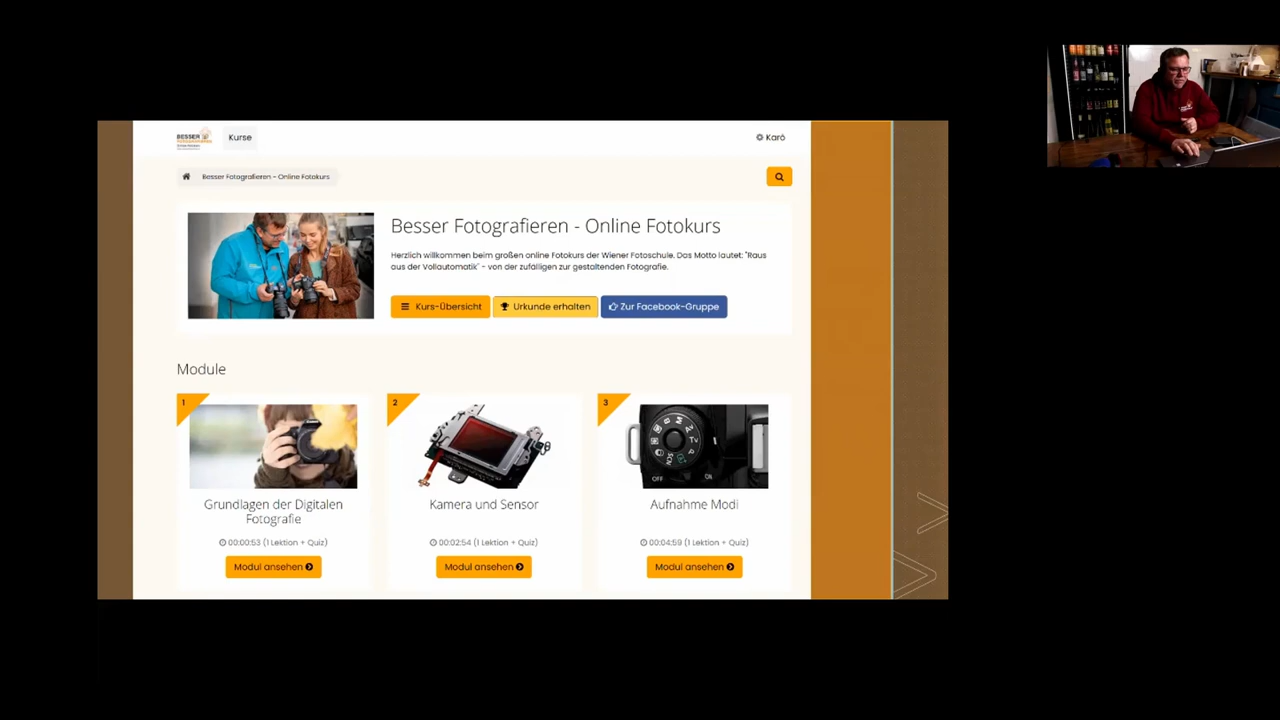 BESSER
Kurse
Karo
Besser Fotografieren - Online Fotokurs
Besser Fotografieren - Online Fotokurs
Herzlich willkommen beim großen online Fotokurs der Wiener Fotoschule. Das Motto lautet: "Raus
aus der Vollautomatik" - von der zufälligen zur gestaltenden Fotografie.
Kurs-Übersicht
Urkunde erhalten
Zur Facebook-Gruppe
Module
1
2
3
OFF
ON
Grundlagen der Digitalen
Fotografie
Kamera und Sensor
Aufnahme Modi
00:00:53 (1 Lektion + Quiz)
00:02:54 (1 Lektion + Quiz)
00:04:59 (1 Lektion + Quiz)
Modul ansehen
Modul ansehen
Modul ansehen